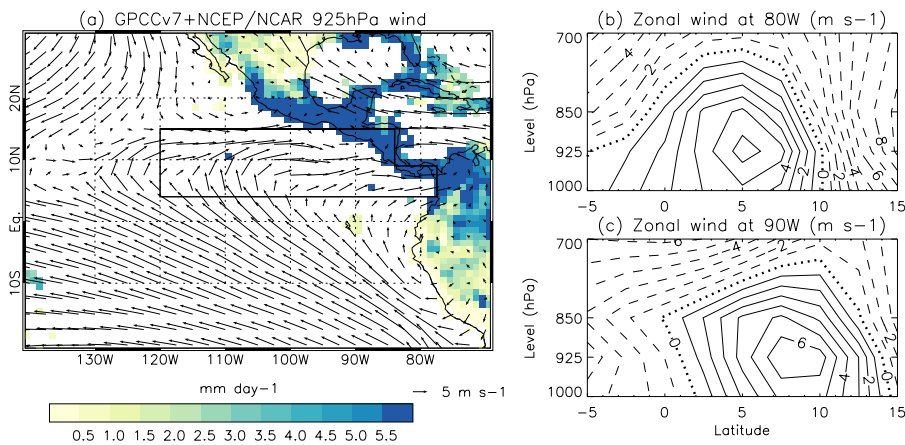 (a) GPCCv7+NCEP/NCAR 925hPa wind
20N
10N
Eq.
10S
130W 120W 110W 100W 90W 80W
mm day-1
5 m s-1
0.5 1.0 1.5 2.0 2.5 3.0 3.5 4.0 4.5 5.0 5.5
(b) Zonal wind at 80W (m s-1)
Level (hPa)
700
850
925
1000
-5 0 5 10 15
4
2
4
2
0
2
4
6
8
(c) Zonal wind at 90W (m s-1)
Level (hPa)
700
850
925
1000
-5 0 5 10 15
Latitude
6
4
2
0
6
4
2
0